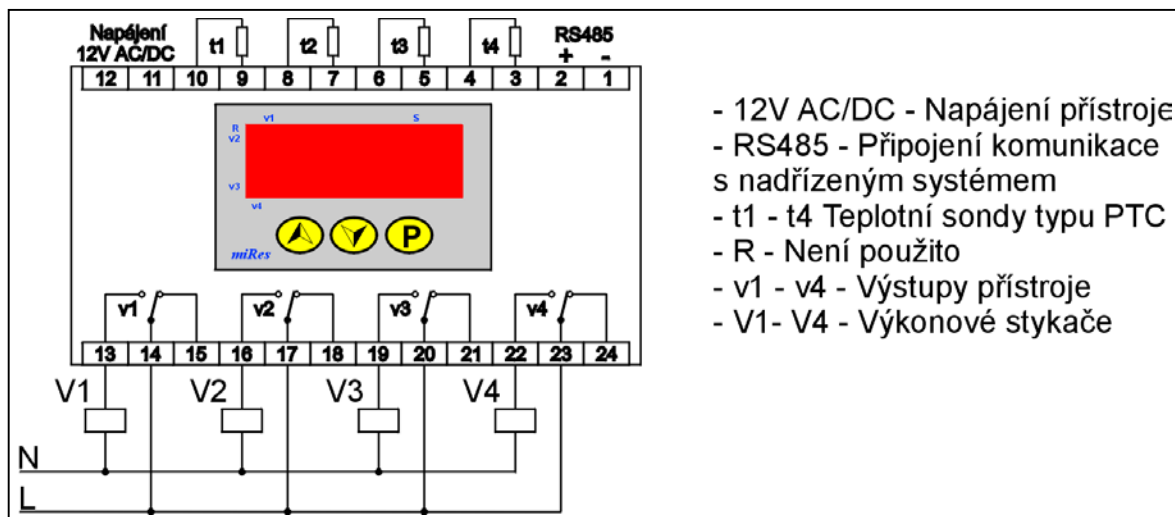 Napájení
12V AC/DC
t1
t2
t3
t4
RS485
+ -
12 11 10 9 8 7 6 5 4 3 2 1
v1 S
R
v2
v3
v4
P
miRes
v1 v2 v3 v4
13 14 15 16 17 18 19 20 21 22 23 24
V1 V2 V3 V4
N
L
- 12V AC/DC - Napájení přístroje
- RS485 - Připojení komunikace
s nadřízeným systémem
- t1 - t4 Teplotní sondy typu PTC
- R - Není použito
- v1 - v4 - Výstupy přístroje
- V1- V4 - Výkonové stykače